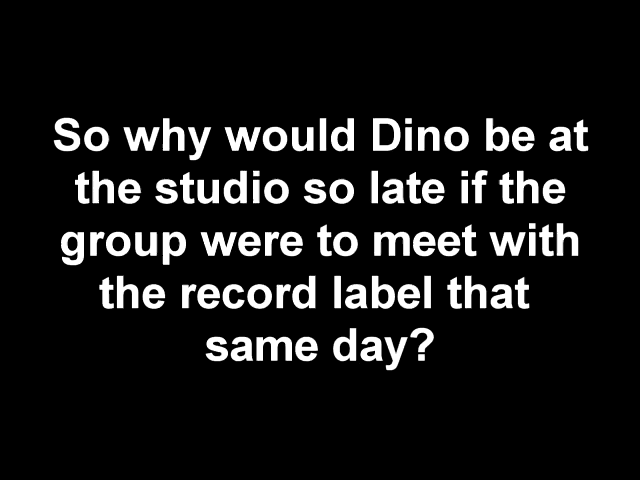 So why would Dino be at
the studio so late if the
group were to meet with
the record label that
same day?